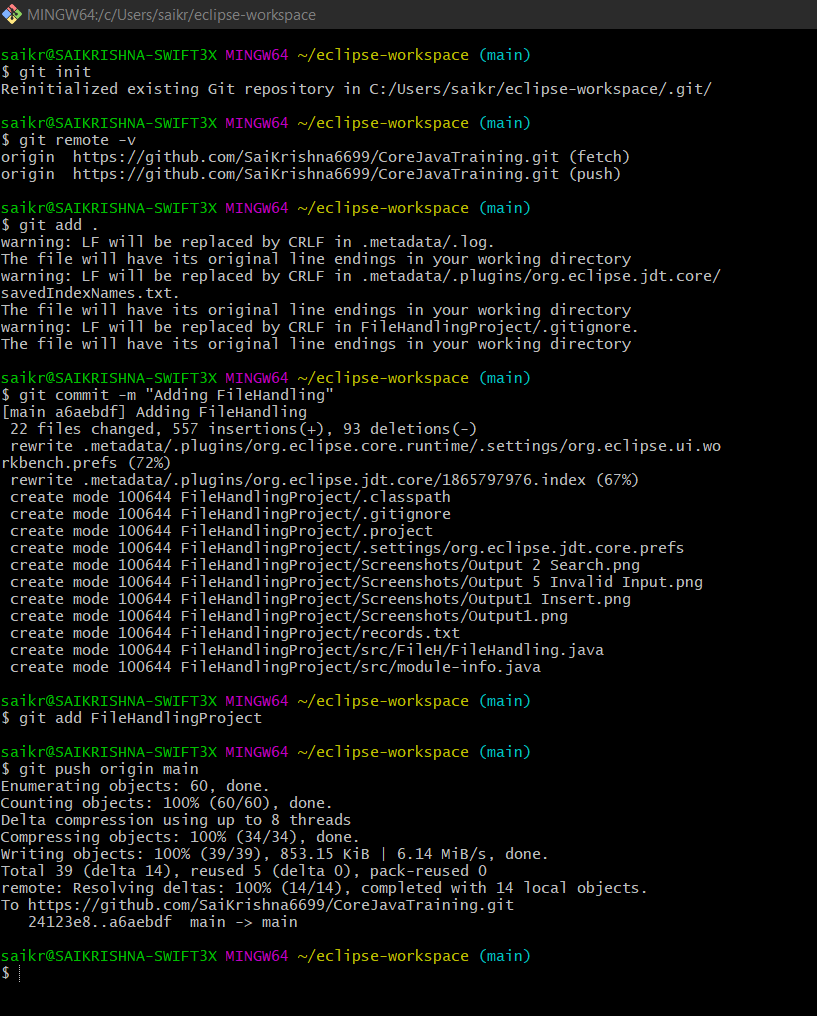 MINGW64:/c/Users/saikr/eclipse-workspace
saikr@SAIKRISHNA-SWIFT3X MINGW64 ~/eclipse-workspace (main)
$ git init
Reinitialized existing Git repository in C:/Users/saikr/eclipse-workspace/.git/
saikr@SAIKRISHNA-SWIFT3X MINGW64 ~/eclipse-workspace (main)
$ git remote -v
origin  https://github.com/SaiKrishna6699/CoreJavaTraining.git (fetch)
origin  https://github.com/SaiKrishna6699/CoreJavaTraining.git (push)
saikr@SAIKRISHNA-SWIFT3X MINGW64 ~/eclipse-workspace (main)
$ git add .
warning: LF will be replaced by CRLF in .metadata/.log.
The file will have its original line endings in your working directory
warning: LF will be replaced by CRLF in .metadata/.plugins/org.eclipse.jdt.core/
savedIndexNames.txt.
The file will have its original line endings in your working directory
warning: LF will be replaced by CRLF in FileHandlingProject/.gitignore.
The file will have its original line endings in your working directory
saikr@SAIKRISHNA-SWIFT3X MINGW64 ~/eclipse-workspace (main)
$ git commit -m "Adding FileHandling"
[main a6aebdf] Adding FileHandling
 22 files changed, 557 insertions(+), 93 deletions(-)
 rewrite .metadata/.plugins/org.eclipse.core.runtime/.settings/org.eclipse.ui.wo
rkbench.prefs (72%)
 rewrite .metadata/.plugins/org.eclipse.jdt.core/1865797976.index (67%)
 create mode 100644 FileHandlingProject/.classpath
 create mode 100644 FileHandlingProject/.gitignore
 create mode 100644 FileHandlingProject/.project
 create mode 100644 FileHandlingProject/.settings/org.eclipse.jdt.core.prefs
 create mode 100644 FileHandlingProject/Screenshots/Output 2 Search.png
 create mode 100644 FileHandlingProject/Screenshots/Output 5 Invalid Input.png
 create mode 100644 FileHandlingProject/Screenshots/Output1 Insert.png
 create mode 100644 FileHandlingProject/Screenshots/Output1.png
 create mode 100644 FileHandlingProject/records.txt
 create mode 100644 FileHandlingProject/src/FileH/FileHandling.java
 create mode 100644 FileHandlingProject/src/module-info.java
saikr@SAIKRISHNA-SWIFT3X MINGW64 ~/eclipse-workspace (main)
$ git add FileHandlingProject
saikr@SAIKRISHNA-SWIFT3X MINGW64 ~/eclipse-workspace (main)
$ git push origin main
Enumerating objects: 60, done.
Counting objects: 100% (60/60), done.
Delta compression using up to 8 threads
Compressing objects: 100% (34/34), done.
Writing objects: 100% (39/39), 853.15 KiB | 6.14 MiB/s, done.
Total 39 (delta 14), reused 5 (delta 0), pack-reused 0
remote: Resolving deltas: 100% (14/14), completed with 14 local objects.
To https://github.com/SaiKrishna6699/CoreJavaTraining.git
   24123e8..a6aebdf  main -> main
saikr@SAIKRISHNA-SWIFT3X MINGW64 ~/eclipse-workspace (main)
$